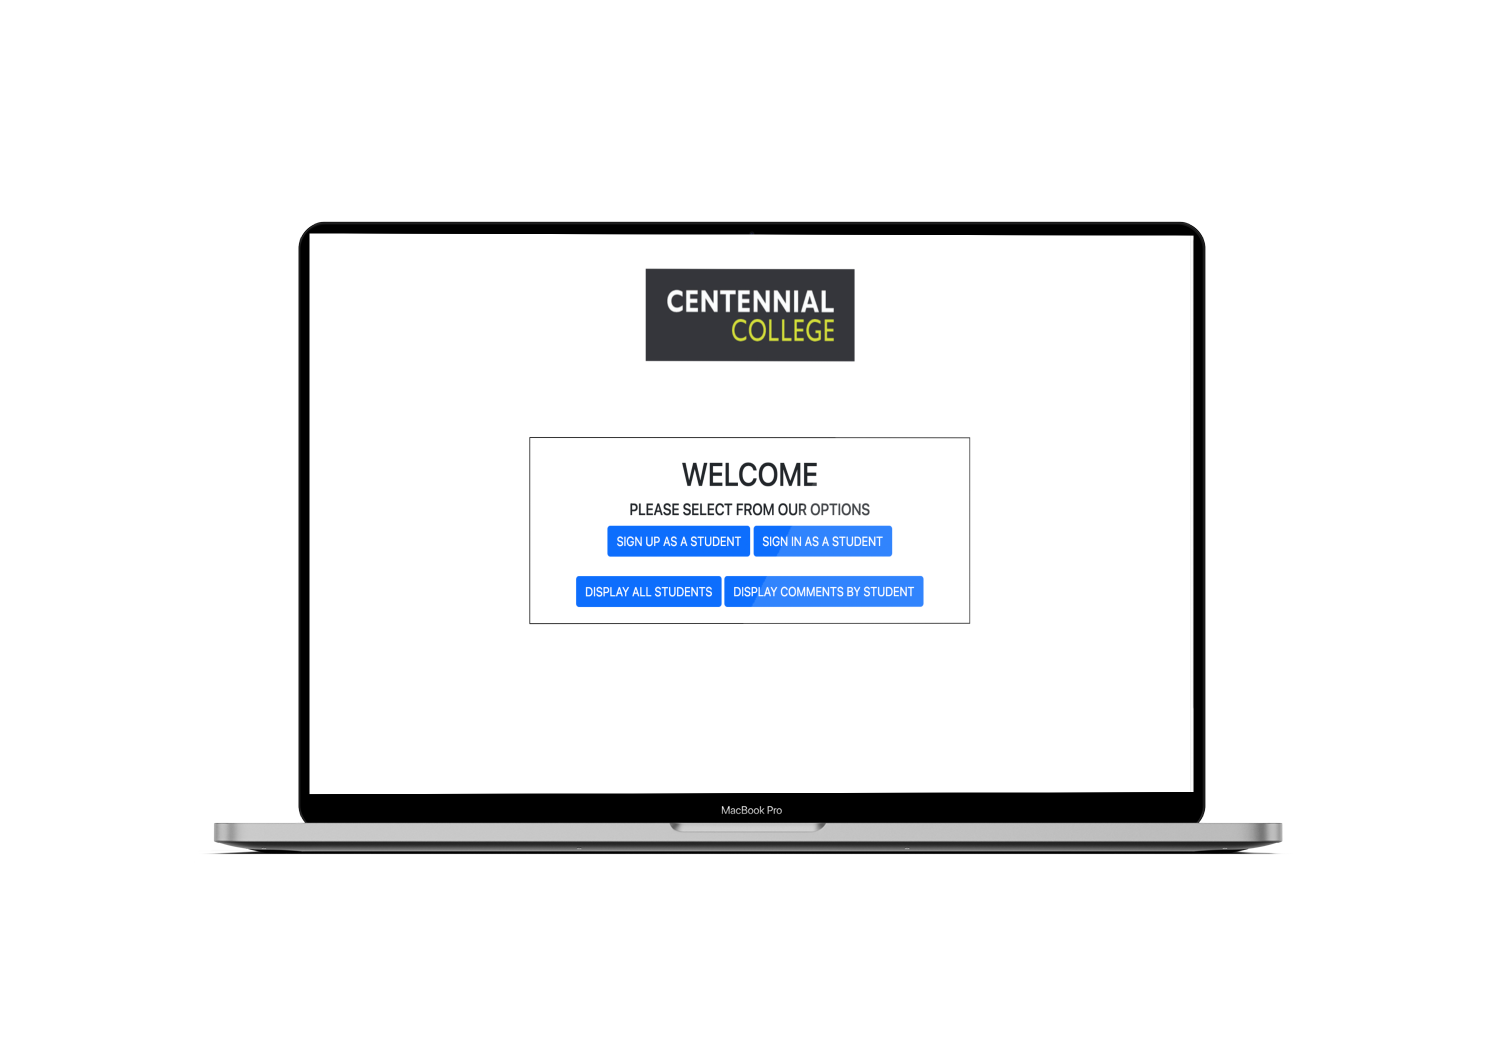 CENTENNIAL
COLLEGE
WELCOME
PLEASE SELECT FROM OUR OPTIONS
SIGN UP AS A STUDENT SIGN IN AS A STUDENT
DISPLAY ALL STUDENTS DISPLAY COMMENTS BY STUDENT
MacBook Pro